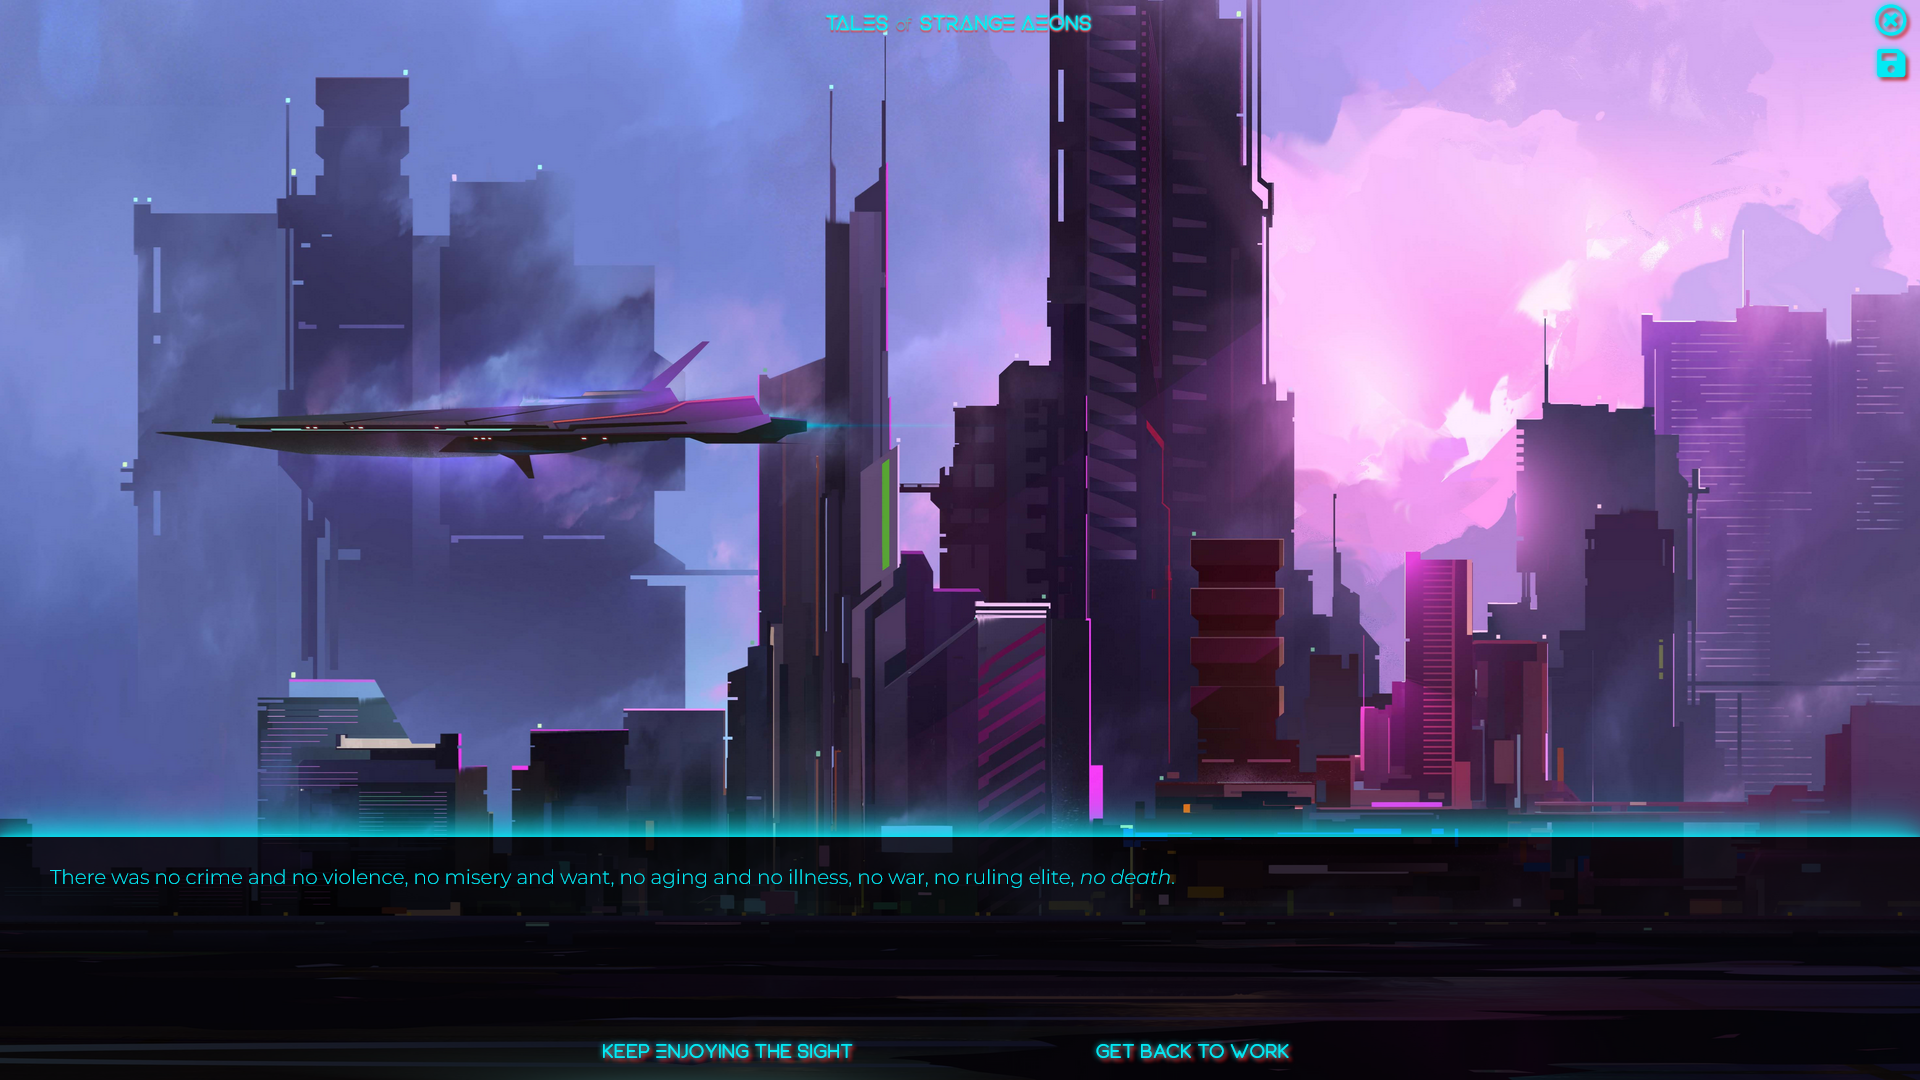 TALES of STRANGE AEONS
There was no crime and no violence, no misery and want, no aging and no illness, no war, no ruling elite, no death.
KEEP ENJOYING THE SIGHT
GET BACK TO WORK